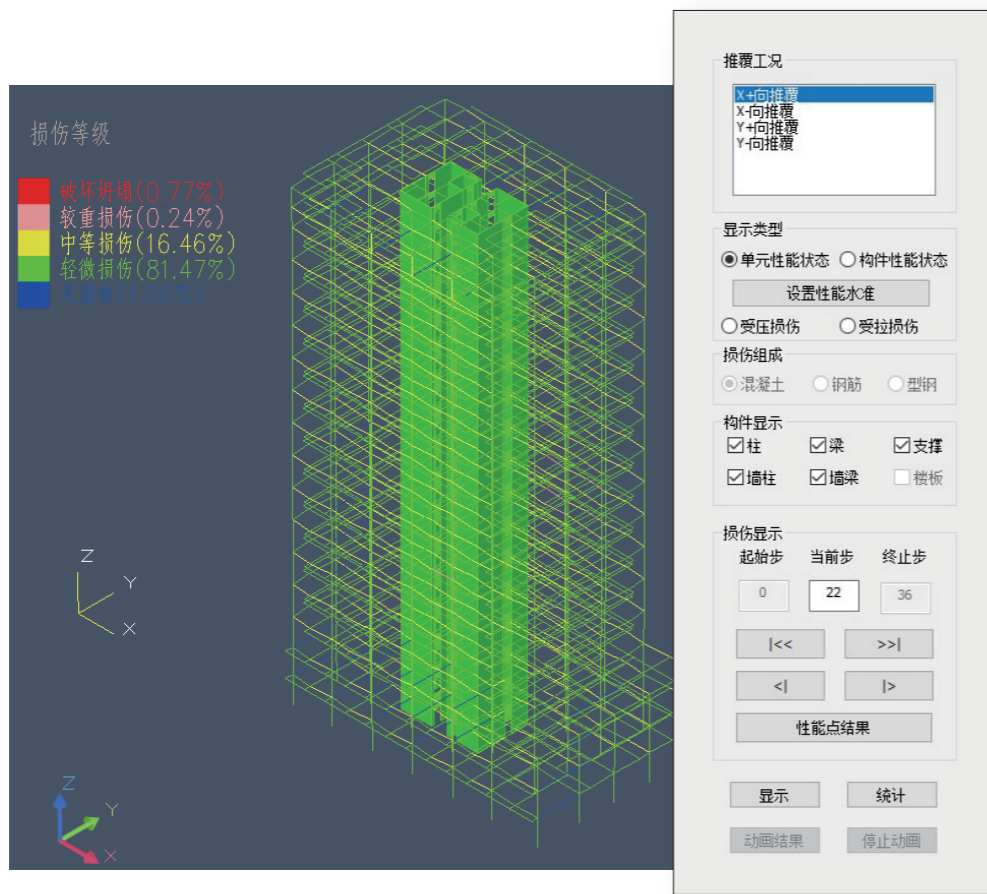 损伤等级
破坏坍塌(0.77%)
较重损伤(0.24%)
中等损伤(16.46%)
轻微损伤(81.47%)
(1.06%)
Z
Y
X
Z
Y
X
推覆工况
X+向推覆
X-向推覆
Y+向推覆
Y-向推覆
显示类型
单元性能状态 构件性能状态
设置性能水准
受压损伤 受拉损伤
损伤组成
混凝土 钢筋 型钢
构件显示
柱 梁 支撑
墙柱 墙梁 楼板
损伤显示
起始步 当前步 终止步
0 22 36
|<< >>|
<| |>
性能点结果
显示 统计
动画结果 停止动画